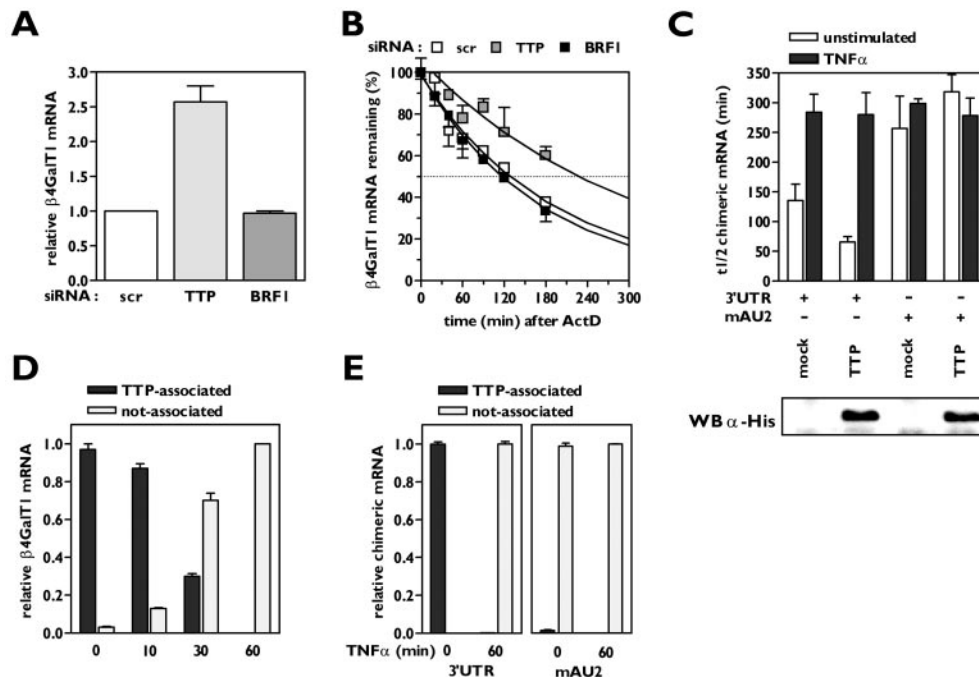 A
relative β4GalT1 mRNA
3.0
2.5
2.0
1.5
1.0
0.5
0.0
siRNA : scr TTP BRF1
B
siRNA : scr TTP BRF1
β4GalT1 mRNA remaining (%)
100
80
60
40
20
0
0 60 120 180 240 300
time (min) after ActD
C
unstimulated
TNFα
t1/2 chimeric mRNA (min)
350
300
250
200
150
100
50
0
3'UTR + + - -
mAU2 - - + +
mock TTP mock TTP
WB α-His
D
TTP-associated
not-associated
relative β4GalT1 mRNA
1.0
0.8
0.6
0.4
0.2
0.0
0 10 30 60
E
TTP-associated
not-associated
relative chimeric mRNA
1.0
0.8
0.6
0.4
0.2
0.0
TNFα (min) 0 60 0 60
3'UTR mAU2